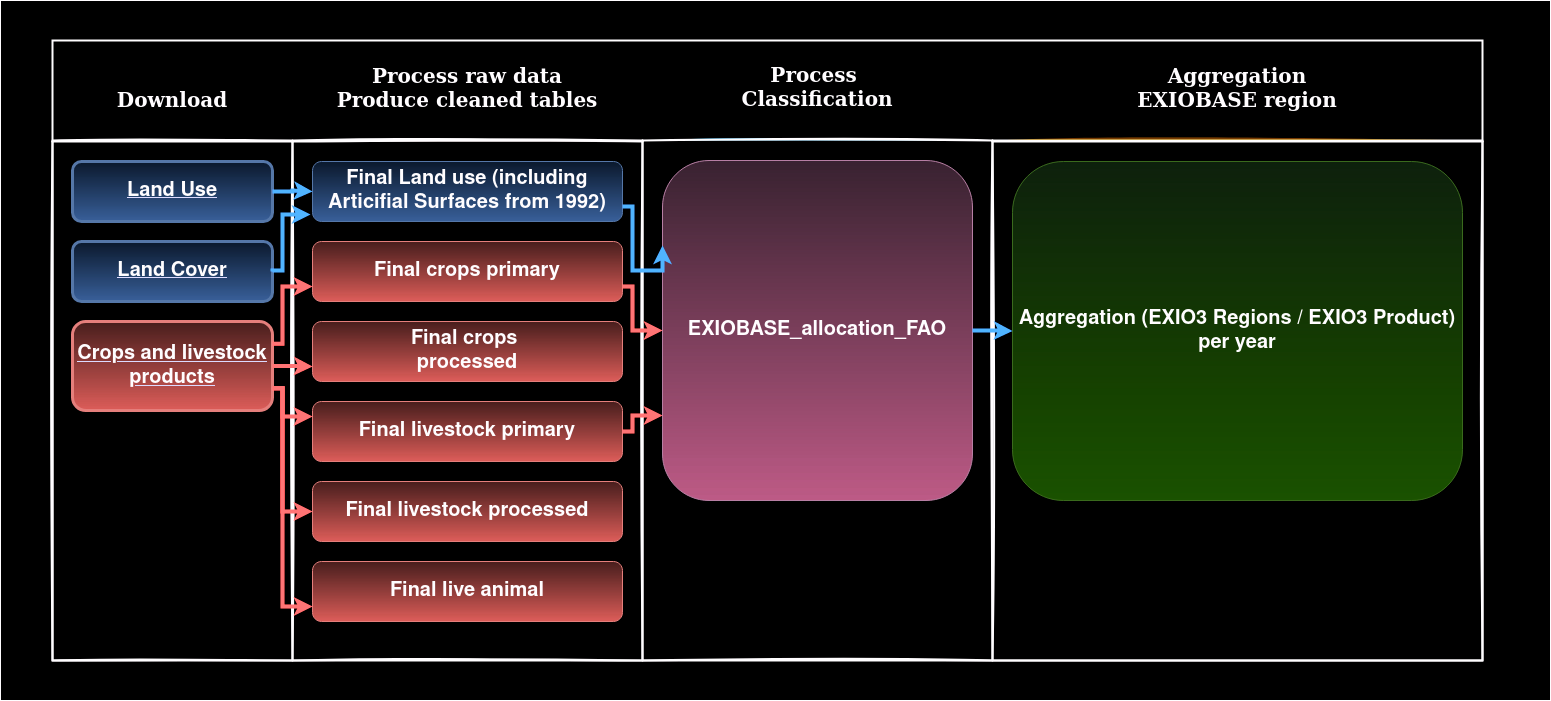 Download
Process raw data
Produce cleaned tables
Process
Classification
Aggregation
EXIOBASE region
Land Use
Land Cover
Crops and livestock
products
Final Land use (including
Articifial Surfaces from 1992)
Final crops primary
Final crops
processed
Final livestock primary
Final livestock processed
Final live animal
EXIOBASE_allocation_FAO
Aggregation (EXIO3 Regions / EXIO3 Product)
per year